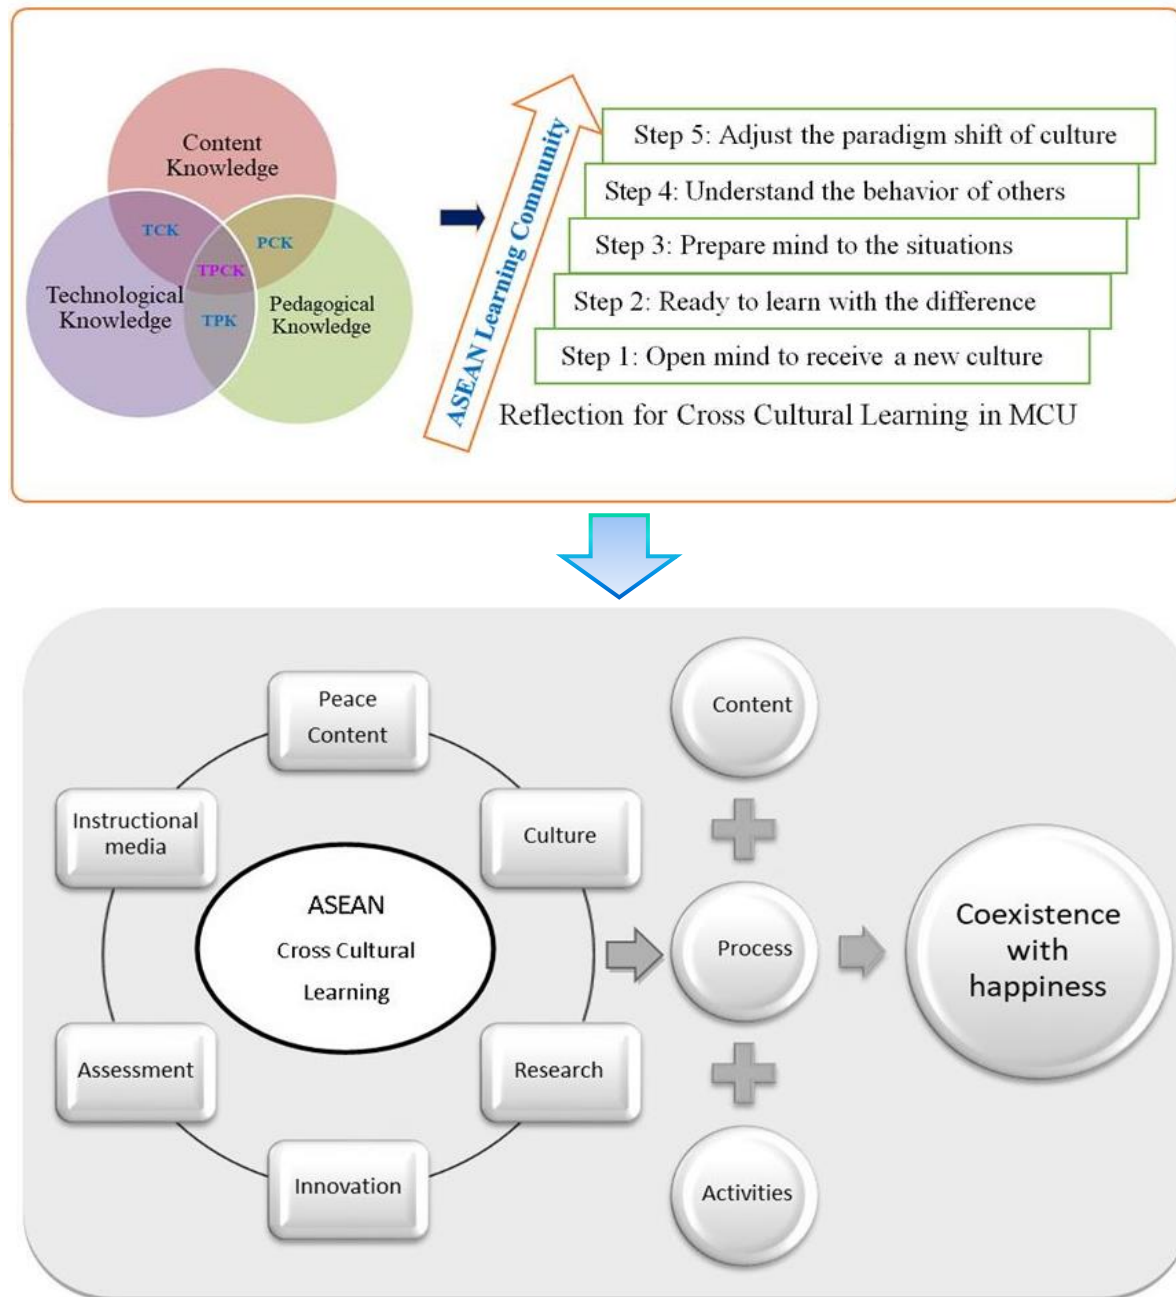 Content
Knowledge
TCK
PCK
TPCK
Technological
Knowledge
TPK
Pedagogical
Knowledge
ASEAN Learning Community
Step 5: Adjust the paradigm shift of culture
Step 4: Understand the behavior of others
Step 3: Prepare mind to the situations
Step 2: Ready to learn with the difference
Step 1: Open mind to receive a new culture
Reflection for Cross Cultural Learning in MCU
Peace
Content
Instructional
media
Culture
ASEAN
Cross Cultural
Learning
Assessment
Research
Innovation
Content
Process
Activities
Coexistence
with
happiness